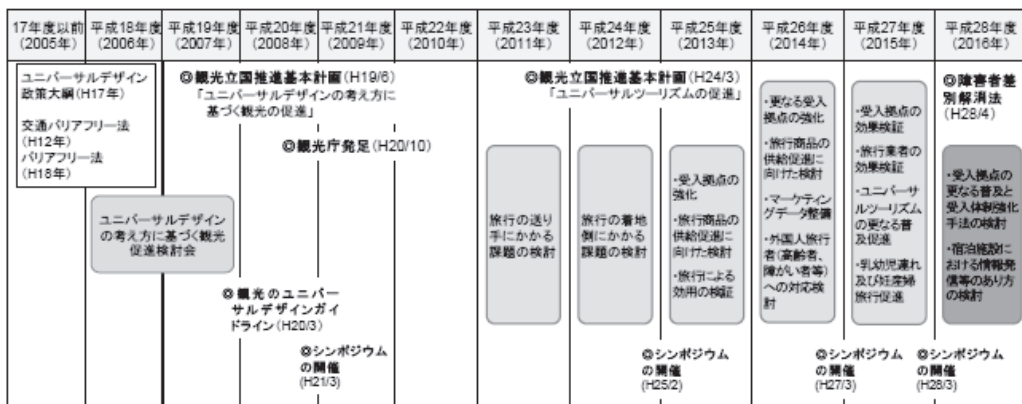 17年度以前
(2005年)
平成18年度
(2006年)
平成19年度
(2007年)
平成20年度
(2008年)
平成21年度
(2009年)
平成22年度
(2010年)
平成23年度
(2011年)
平成24年度
(2012年)
平成25年度
(2013年)
平成26年度
(2014年)
平成27年度
(2015年)
平成28年度
(2016年)
ユニバーサルデザイン
政策大綱(H17年)
交通バリアフリー法
(H12年)
バリアフリー法
(H18年)
ユニバーサルデザイン
の考え方に基づく観光
促進検討会
◎観光立国推進基本計画(H19/6)
「ユニバーサルデザインの考え方に
基づく観光の促進」
◎観光庁発足(H20/10)
◎観光のユニバー
サルデザインガイ
ドライン(H20/3)
◎シンポジウム
の開催
(H21/3)
◎観光立国推進基本計画(H24/3)
「ユニバーサルツーリズムの促進」
旅行の送り
手にかかる
課題の検討
旅行の着地
側にかかる
課題の検討
・受入拠点の
強化
・旅行商品の
供給促進に
向けた検討
・旅行による
効用の検証
◎シンポジウム
の開催
(H25/2)
・更なる受入
拠点の強化
・旅行商品の
供給促進に
向けた検討
・マーケティン
グデータ整備
・外国人旅行
者(高齢者、
障がい者等)
への対応検
討
・受入拠点の
効果検証
・旅行業者の
効果検証
・ユニバーサ
ルツーリズム
の更なる普
及促進
・乳幼児連れ
及び妊産婦
旅行促進
◎シンポジウム
の開催
(H27/3)
◎障害者差
別解消法
(H28/4)
・受入拠点の
更なる普及と
受入体制強化
手法の検討
・宿泊施設に
おける情報発
信等のあり方
の検討
◎シンポジウム
の開催
(H28/3)